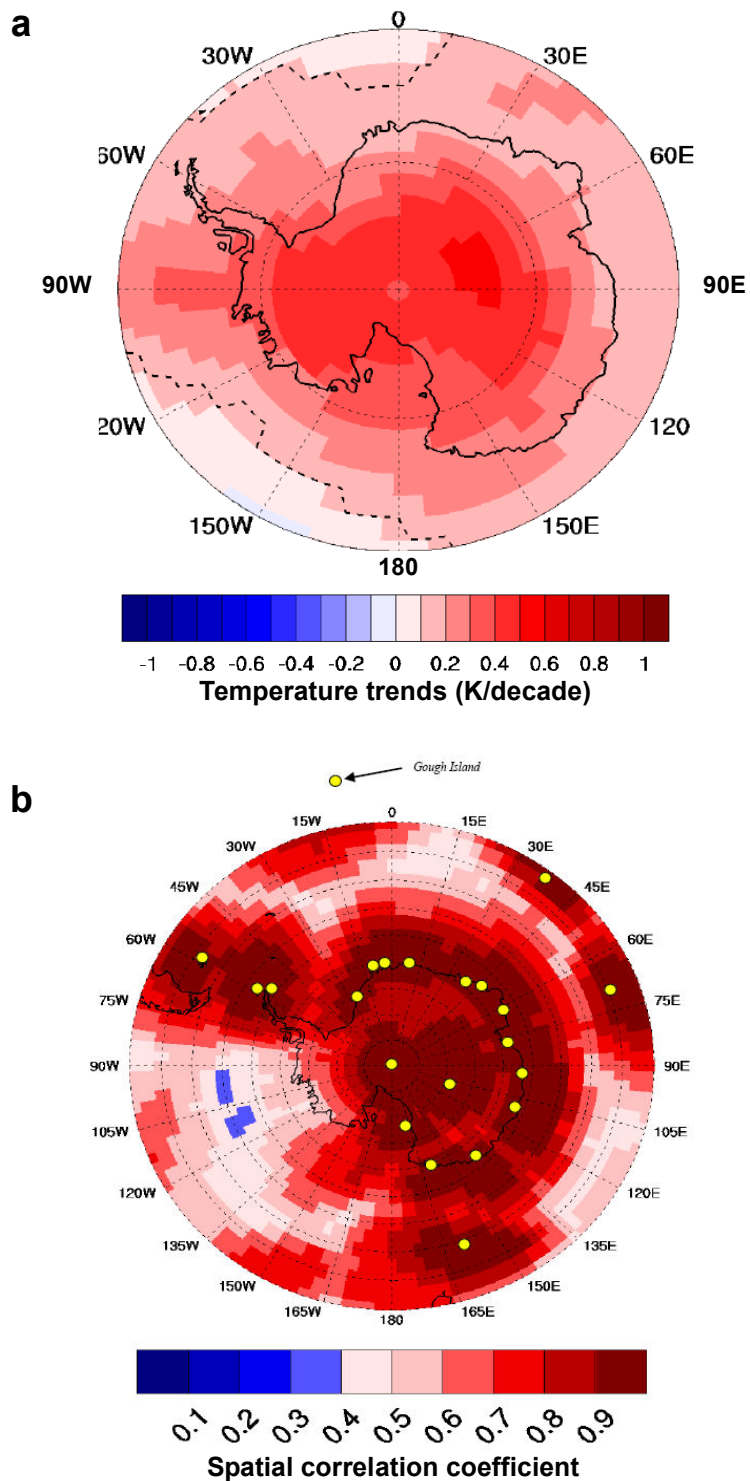 a
0
30W
30E
60W
60E
90W
90E
20W
120
150W
150E
180
-1 -0.8 -0.6 -0.4 -0.2 0 0.2 0.4 0.6 0.8 1
Temperature trends (K/decade)
Gough Island
b
0
15W
15E
30W
30E
45W
45E
60W
60E
75W
75E
90W
90E
105W
105E
120W
120E
135W
135E
150W
150E
165W
165E
180
0.1 0.2 0.3 0.4 0.5 0.6 0.7 0.8 0.9
Spatial correlation coefficient